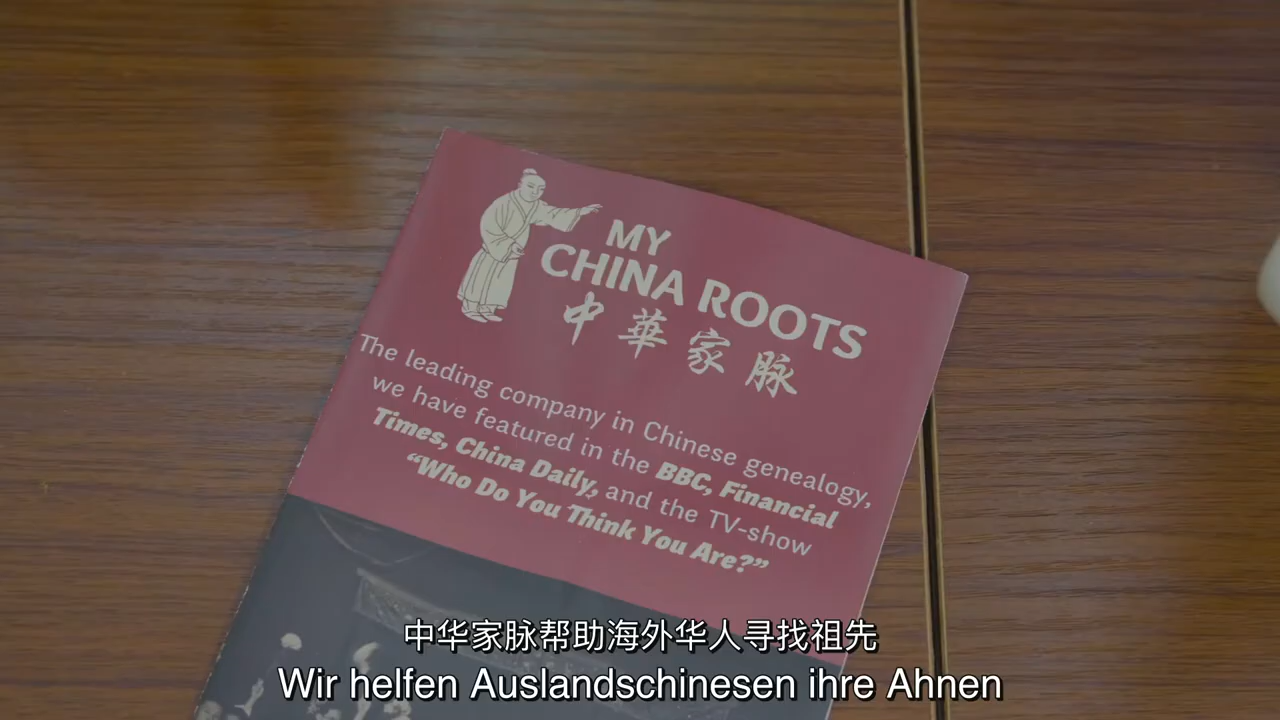 MY
CHINA ROOTS
中華家脉
The leading company in Chinese genealogy,
we have featured in the BBC, Financial
Times, China Daily, and the TV-show
“Who Do You Think You Are?”
中华家脉帮助海外华人寻找祖先
Wir helfen Auslandschinesen ihre Ahnen